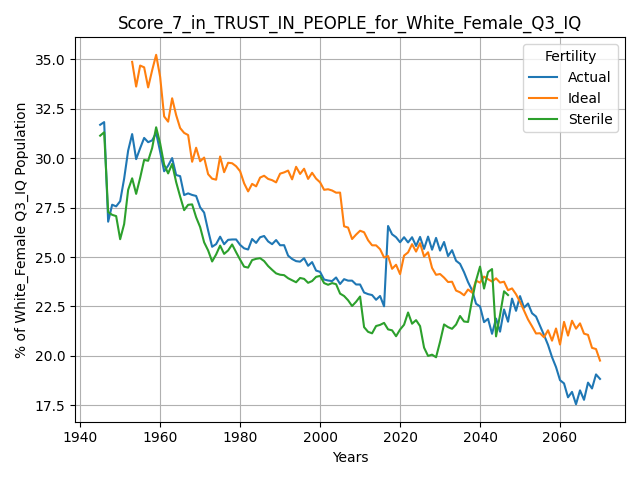 Score_7_in_TRUST_IN_PEOPLE_for_White_Female_Q3_IQ
Fertility
Actual
Ideal
Sterile
% of White_Female Q3_IQ Population
35.0
32.5
30.0
27.5
25.0
22.5
20.0
17.5
1940 1960 1980 2000 2020 2040 2060
Years